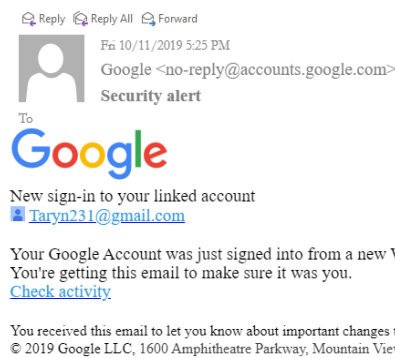 Reply Reply All Forward
Fri 10/11/2019 5:25 PM
Google <no-reply@accounts.google.com>
Security alert
To
Google
New sign-in to your linked account
Taryn231@gmail.com
Your Google Account was just signed into from a new
You're getting this email to make sure it was you.
Check activity
You received this email to let you know about important changes
© 2019 Google LLC, 1600 Amphitheatre Parkway, Mountain